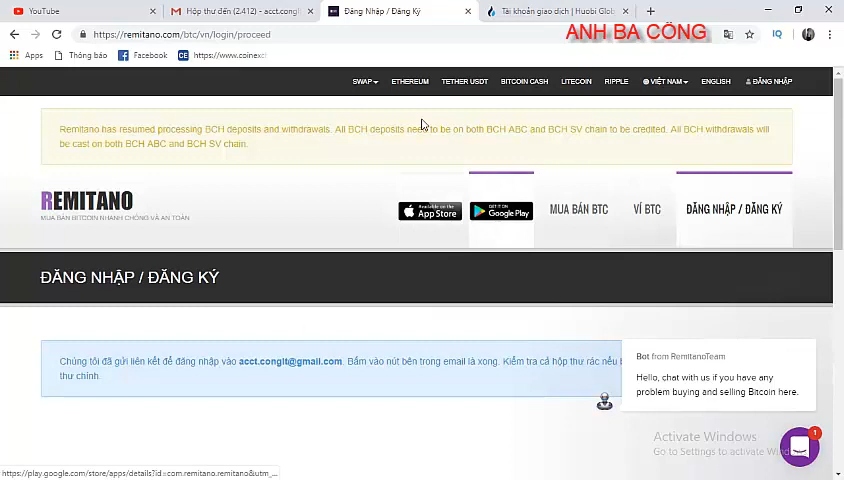 YouTube
Hộp thư đến (2.412) - acct.congl
Đăng Nhập / Đăng Ký
Tài khoản giao dịch | Huobi Glob
ANH BA CÔNG
https://remitano.com/btc/vn/login/proceed
IQ
Apps
Thông báo
Facebook
CE https://www.coinex
SWAP ETHEREUM TETHER USDT BITCOIN CASH LITECOIN RIPPLE VIỆT NAM ENGLISH ĐĂNG NHẬP
Remitano has resumed processing BCH deposits and withdrawals. All BCH deposits need to be on both BCH ABC and BCH SV chain to be credited. All BCH withdrawals will
be cast on both BCH ABC and BCH SV chain.
REMITANO
MUA BÁN BITCOIN NHANH CHÓNG VÀ AN TOÀN
Available on the
App Store
GET IT ON
Google Play
MUA BÁN BTC
VÍ BTC
ĐĂNG NHẬP / ĐĂNG KÝ
ĐĂNG NHẬP / ĐĂNG KÝ
Chúng tôi đã gửi liên kết để đăng nhập vào acct.conglt@gmail.com. Bấm vào nút bên trong email là xong. Kiểm tra cả hộp thư rác nếu
thư chính.
Bot from RemitanoTeam
Hello, chat with us if you have any
problem buying and selling Bitcoin here.
1
Activate Windows
Go to Settings to activate
https://play.google.com/store/apps/details?id=com.remitano.remitano&utm_...